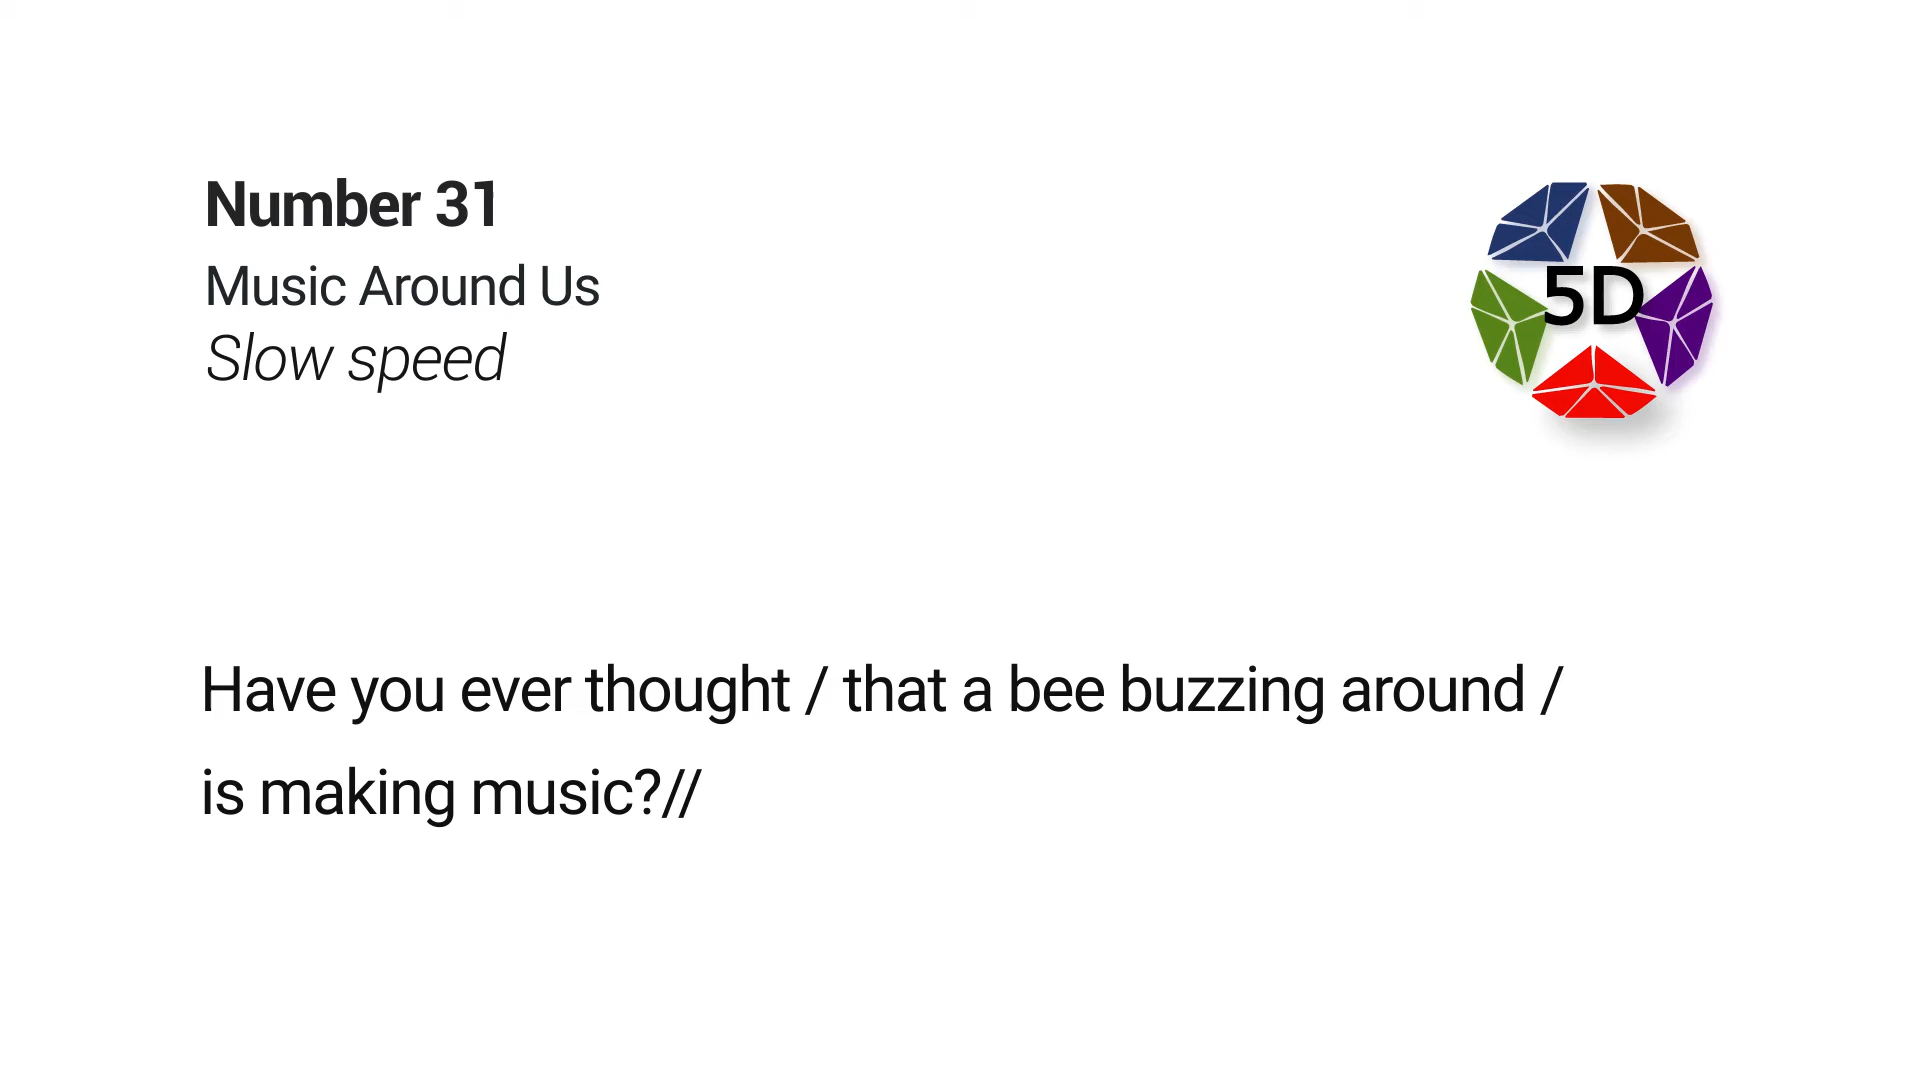 Number 31
Music Around Us
Slow speed
5D
Have you ever thought / that a bee buzzing around /
is making music?//